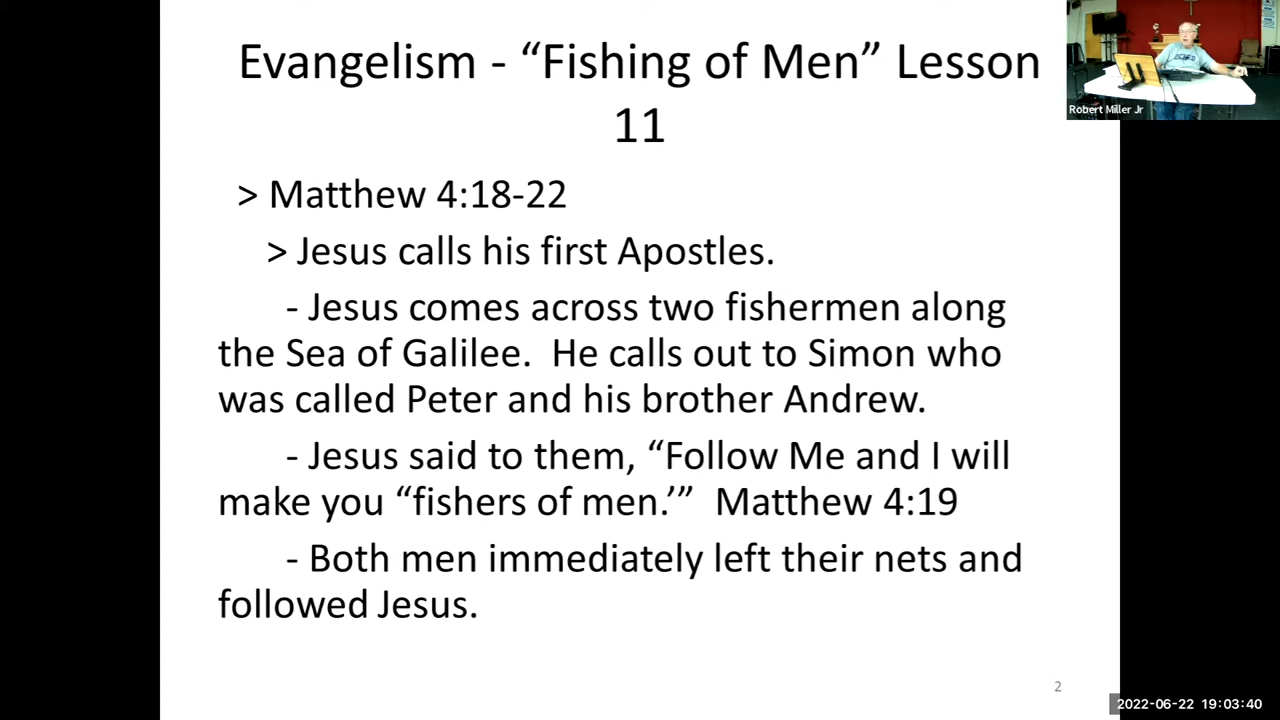 Evangelism - “Fishing of Men” Lesson
11
> Matthew 4:18-22
> Jesus calls his first Apostles.
- Jesus comes across two fishermen along
the Sea of Galilee.  He calls out to Simon who
was called Peter and his brother Andrew.
- Jesus said to them, “Follow Me and I will
make you “fishers of men.’”  Matthew 4:19
- Both men immediately left their nets and
followed Jesus.
Robert Miller Jr
2
2022-06-22 19:03:40